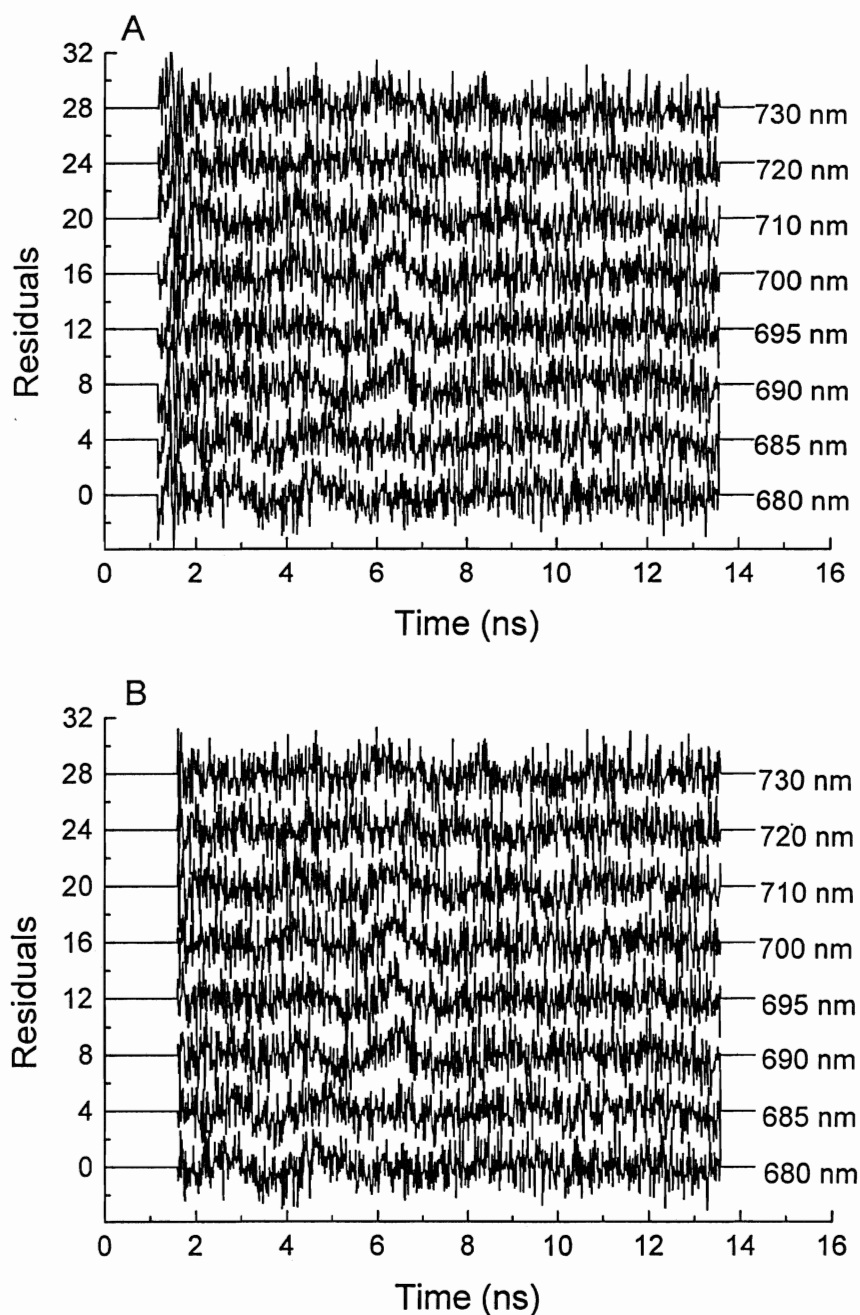 A
32
28
24
20
16
12
8
4
0
Residuals
730 nm
720 nm
710 nm
700 nm
695 nm
690 nm
685 nm
680 nm
0 2 4 6 8 10 12 14 16
Time (ns)
B
32
28
24
20
16
12
8
4
0
Residuals
730 nm
720 nm
710 nm
700 nm
695 nm
690 nm
685 nm
680 nm
0 2 4 6 8 10 12 14 16
Time (ns)